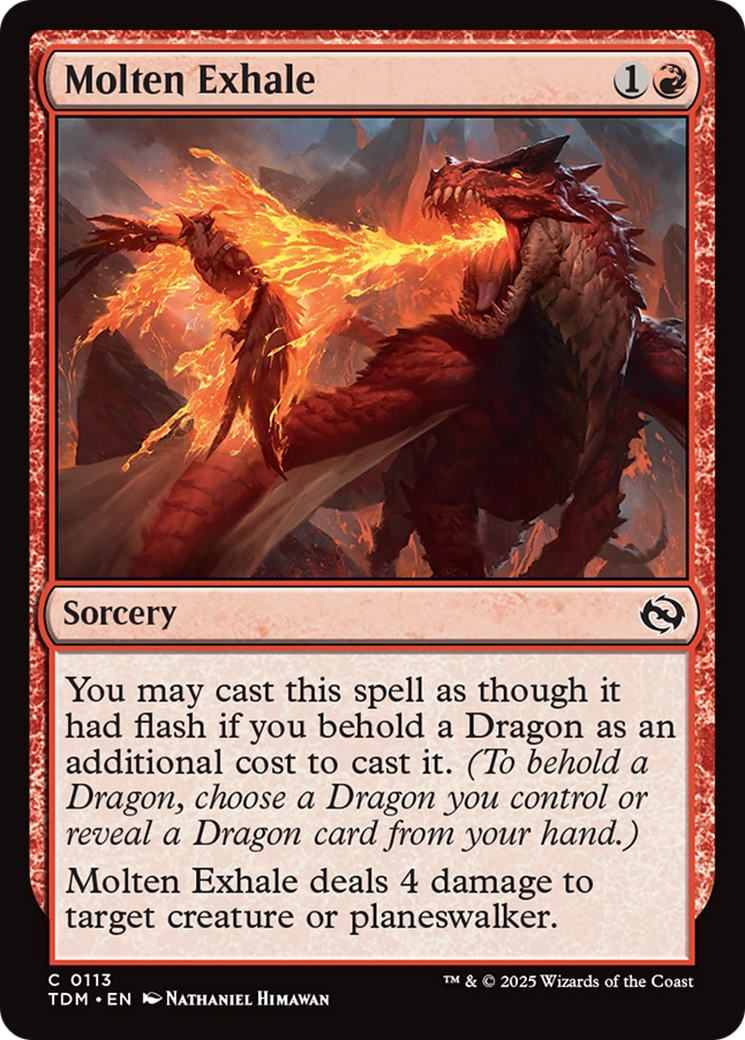 Molten Exhale 1
Sorcery
You may cast this spell as though it
had flash if you behold a Dragon as an
additional cost to cast it. (To behold a
Dragon, choose a Dragon you control or
reveal a Dragon card from your hand.)
Molten Exhale deals 4 damage to
target creature or planeswalker.
C 0113
TDM • EN Nathaniel Himawan
™ & © 2025 Wizards of the Coast